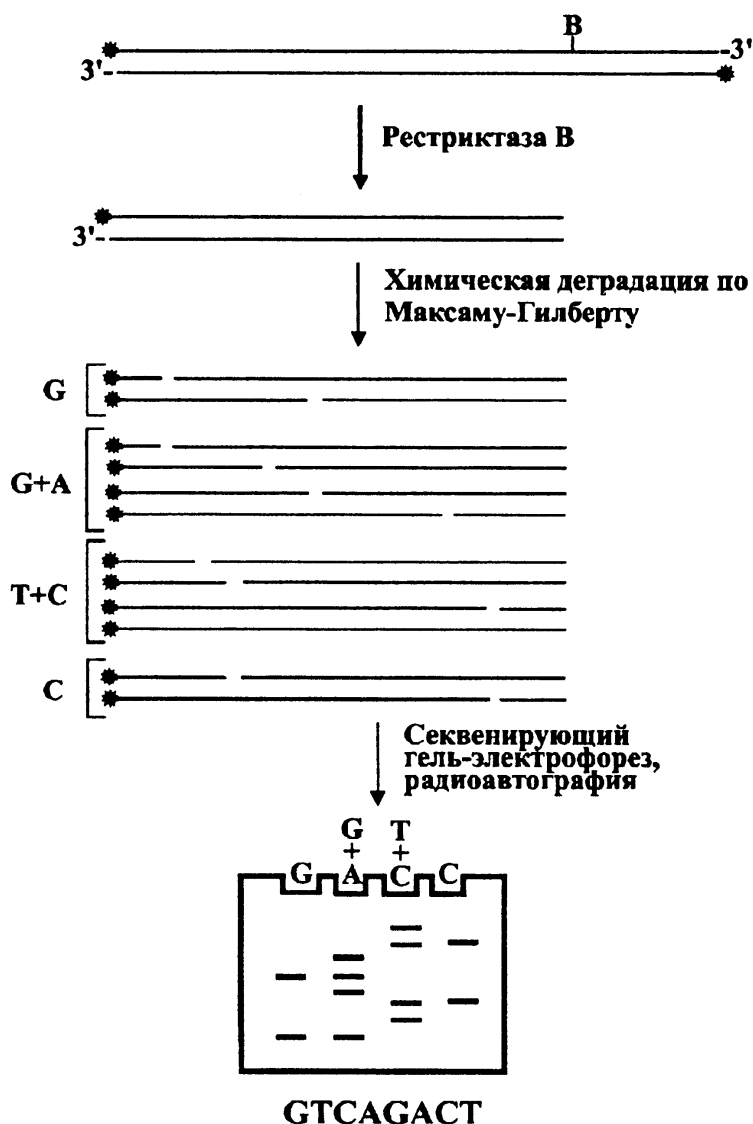 B
-3'
3'-
Рестриктаза B
3'-
Химическая деградация по
Максаму-Гилберту
G
G+A
T+C
C
Секвенирующий
гель-электрофорез,
радиоавтография
G T
+ +
G A C C
GTCAGACT